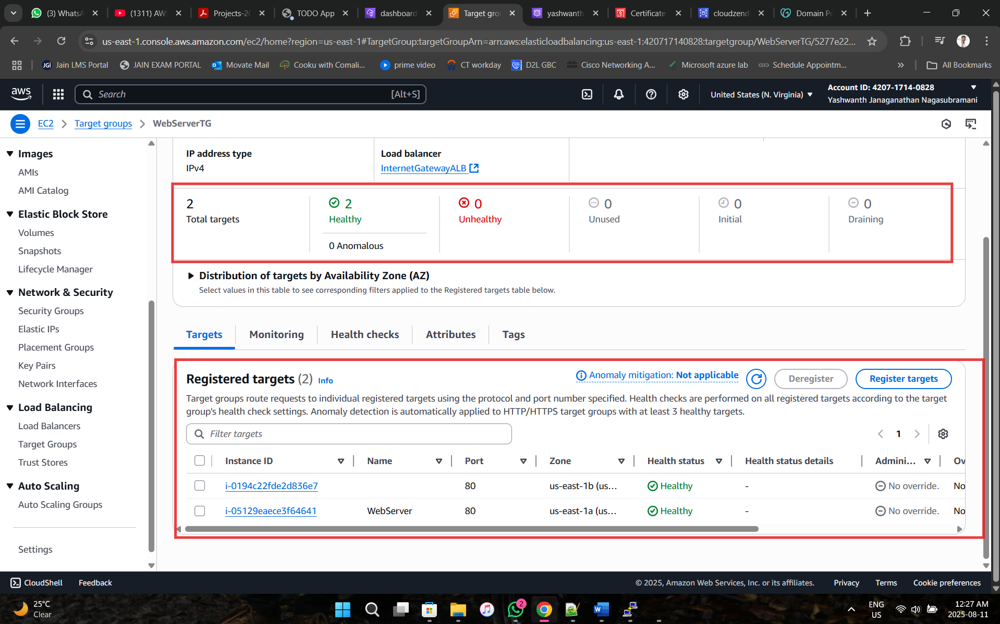 (3) WhatsA
(1311) AW
Projects-20
TODO App
dashboard
Target gro
yashwanth
Certificate
cloudzend
Domain Po
us-east-1.console.aws.amazon.com/ec2/home?region=us-east-1#TargetGroup:targetGroupArn=arn:aws:elasticloadbalancing:us-east-1:420717140828:targetgroup/WebServerTG/5277e22...
JGi Jain LMS Portal
JAIN EXAM PORTAL
Movate Mail
Cooku with Comali...
prime video
CT workday
D2L GBC
Cisco Networking A...
Microsoft azure lab
GD Schedule Appointm...
All Bookmarks
aws
Search
[Alt+S]
United States (N. Virginia)
Account ID: 4207-1714-0828
Yashwanth Janaganathan Nagasubramani
EC2
Target groups
WebServerTG
Images
AMIs
AMI Catalog
Elastic Block Store
Volumes
Snapshots
Lifecycle Manager
Network & Security
Security Groups
Elastic IPs
Placement Groups
Key Pairs
Network Interfaces
Load Balancing
Load Balancers
Target Groups
Trust Stores
Auto Scaling
Auto Scaling Groups
Settings
IP address type
IPv4
Load balancer
InternetGatewayALB
2
Total targets
2
Healthy
0 Anomalous
0
Unhealthy
0
Unused
0
Initial
0
Draining
Distribution of targets by Availability Zone (AZ)
Select values in this table to see corresponding filters applied to the Registered targets table below.
Targets
Monitoring
Health checks
Attributes
Tags
Registered targets (2) Info
Anomaly mitigation: Not applicable
Deregister
Register targets
Target groups route requests to individual registered targets using the protocol and port number specified. Health checks are performed on all registered targets according to the target
group's health check settings. Anomaly detection is automatically applied to HTTP/HTTPS target groups with at least 3 healthy targets.
Filter targets
1
Instance ID Name Port Zone Health status Health status details Admini... Ov
i-0194c22fde2d836e7 80 us-east-1b (us... Healthy - No override. No
i-05129eaece3f64641 WebServer 80 us-east-1a (us... Healthy - No override. No
CloudShell
Feedback
© 2025, Amazon Web Services, Inc. or its affiliates.
Privacy
Terms
Cookie preferences
25°C
Clear
2
ENG
US
12:27 AM
2025-08-11